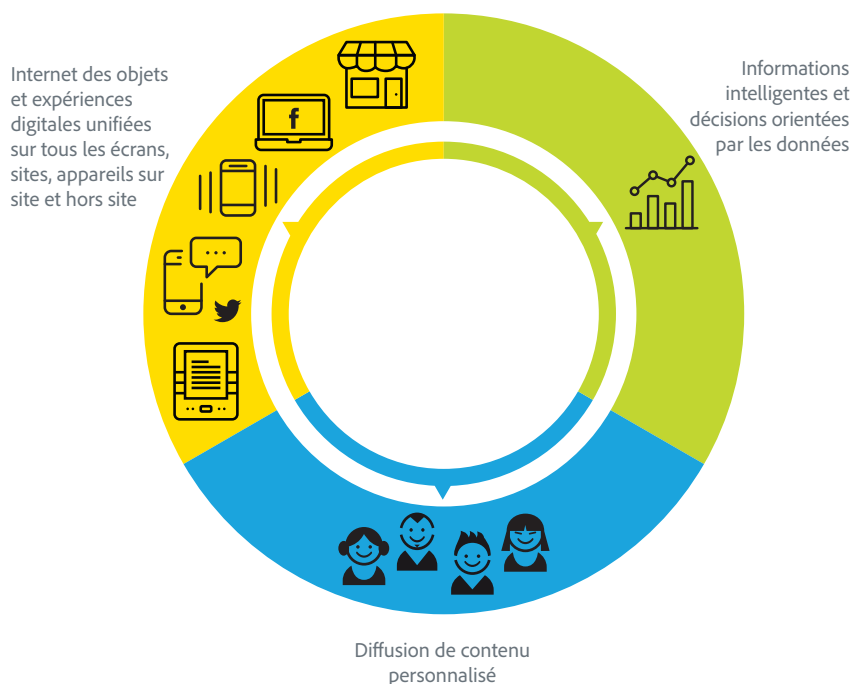 Internet des objets
et expériences
digitales unifiées
sur tous les écrans,
sites, appareils sur
site et hors site
f
Informations
intelligentes et
décisions orientées
par les données
Diffusion de contenu
personnalisé